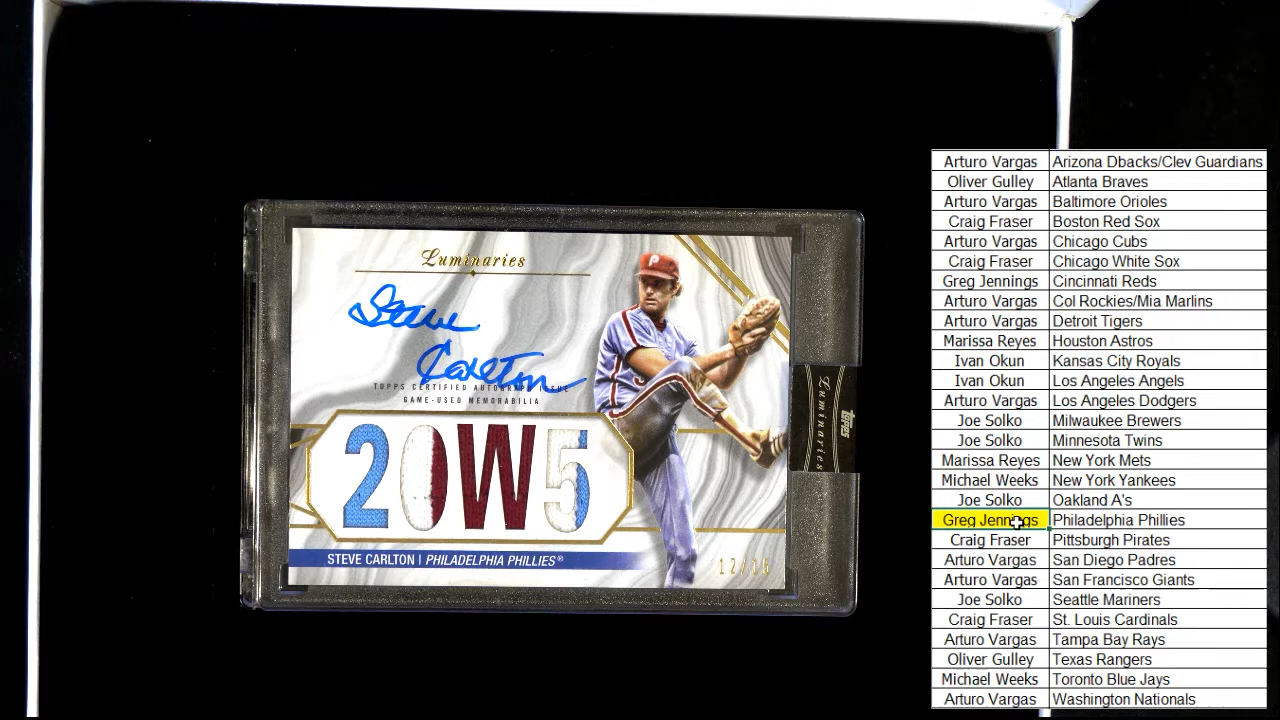 Luminaries
Steve
Carlton
TOPPS CERTIFIED AUTOGRAPH ISSUE
GAME-USED MEMORABILIA
20W5
STEVE CARLTON | PHILADELPHIA PHILLIES®
P
topps
Luminaries
Arturo Vargas Arizona Dbacks/Clev Guardians
Oliver Gulley Atlanta Braves
Arturo Vargas Baltimore Orioles
Craig Fraser Boston Red Sox
Arturo Vargas Chicago Cubs
Craig Fraser Chicago White Sox
Greg Jennings Cincinnati Reds
Arturo Vargas Col Rockies/Mia Marlins
Arturo Vargas Detroit Tigers
Marissa Reyes Houston Astros
Ivan Okun Kansas City Royals
Ivan Okun Los Angeles Angels
Arturo Vargas Los Angeles Dodgers
Joe Solko Milwaukee Brewers
Joe Solko Minnesota Twins
Marissa Reyes New York Mets
Michael Weeks New York Yankees
Joe Solko Oakland A's
Greg Jennings Philadelphia Phillies
Craig Fraser Pittsburgh Pirates
Arturo Vargas San Diego Padres
Arturo Vargas San Francisco Giants
Joe Solko Seattle Mariners
Craig Fraser St. Louis Cardinals
Arturo Vargas Tampa Bay Rays
Oliver Gulley Texas Rangers
Michael Weeks Toronto Blue Jays
Arturo Vargas Washington Nationals